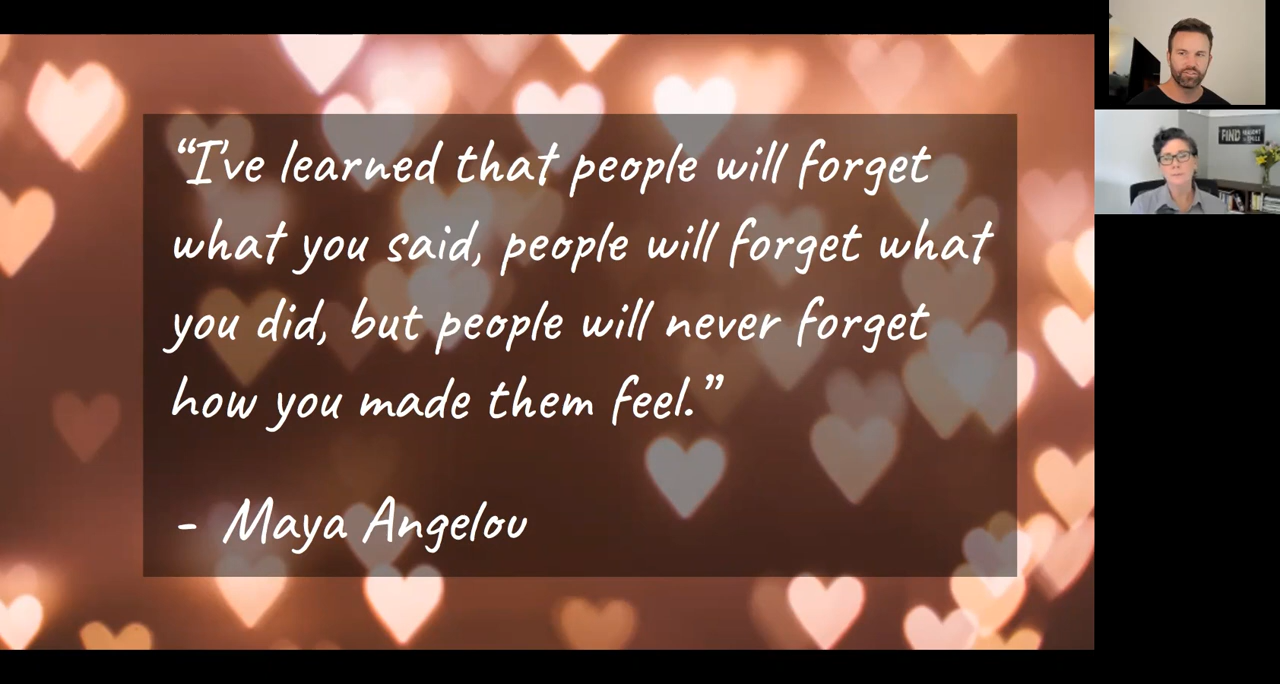 “I've learned that people will forget
what you said, people will forget what
you did, but people will never forget
how you made them feel.”
- Maya Angelou
FIND